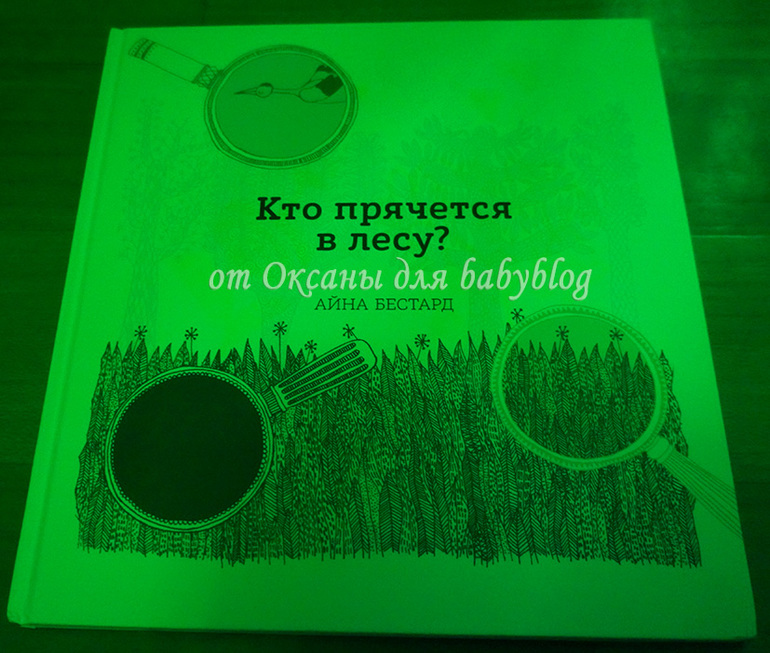 Кто прячется
в лесу?
от Оксаны для babyblog
АЙНА БЕСТАРД